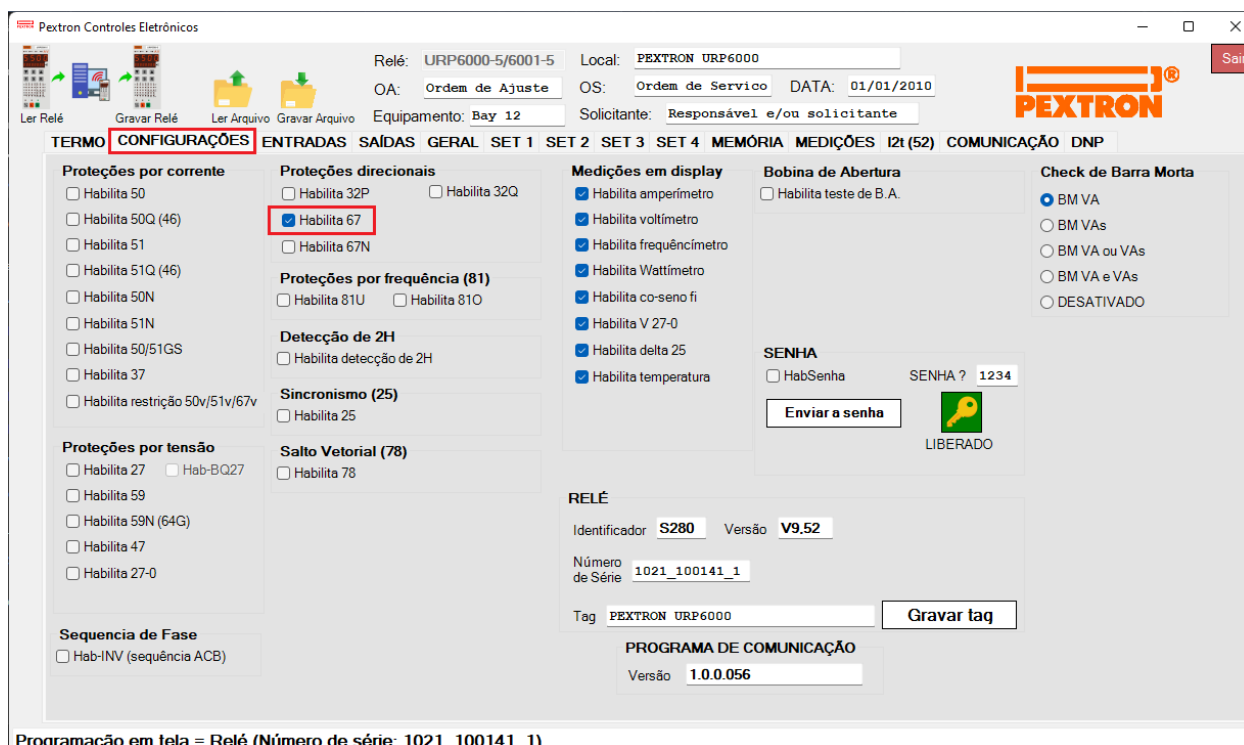 Pextron Controles Eletrônicos
Relé: URP6000-5/6001-5 Local: PEXTRON URP6000 Sair
OA: Ordem de Ajuste OS: Ordem de Servico DATA: 01/01/2010
Ler Relé Gravar Relé Ler Arquivo Gravar Arquivo Equipamento: Bay 12 Solicitante: Responsável e/ou solicitante PEXTRON ®
TERMO CONFIGURAÇÕES ENTRADAS SAÍDAS GERAL SET 1 SET 2 SET 3 SET 4 MEMÓRIA MEDIÇÕES I2t (52) COMUNICAÇÃO DNP
Proteções por corrente
Habilita 50
Habilita 50Q (46)
Habilita 51
Habilita 51Q (46)
Habilita 50N
Habilita 51N
Habilita 50/51GS
Habilita 37
Habilita restrição 50v/51v/67v
Proteções por tensão
Habilita 27 Hab-BQ27
Habilita 59
Habilita 59N (64G)
Habilita 47
Habilita 27-0
Sequencia de Fase
Hab-INV (sequência ACB)
Proteções direcionais
Habilita 32P Habilita 32Q
Habilita 67
Habilita 67N
Proteções por frequência (81)
Habilita 81U Habilita 81O
Detecção de 2H
Habilita detecção de 2H
Sincronismo (25)
Habilita 25
Salto Vetorial (78)
Habilita 78
Medições em display
Habilita amperímetro
Habilita voltímetro
Habilita frequêncímetro
Habilita Wattímetro
Habilita co-seno fi
Habilita V 27-0
Habilita delta 25
Habilita temperatura
Bobina de Abertura
Habilita teste de B.A.
SENHA
HabSenha SENHA ? 1234
Enviar a senha
LIBERADO
Check de Barra Morta
BM VA
BM VAs
BM VA ou VAs
BM VA e VAs
DESATIVADO
RELÉ
Identificador S280 Versão V9,52
Número
de Série 1021_100141_1
Tag PEXTRON URP6000 Gravar tag
PROGRAMA DE COMUNICAÇÃO
Versão 1.0.0.056
Programação em tela = Relé (Número de série: 1021_100141_1)